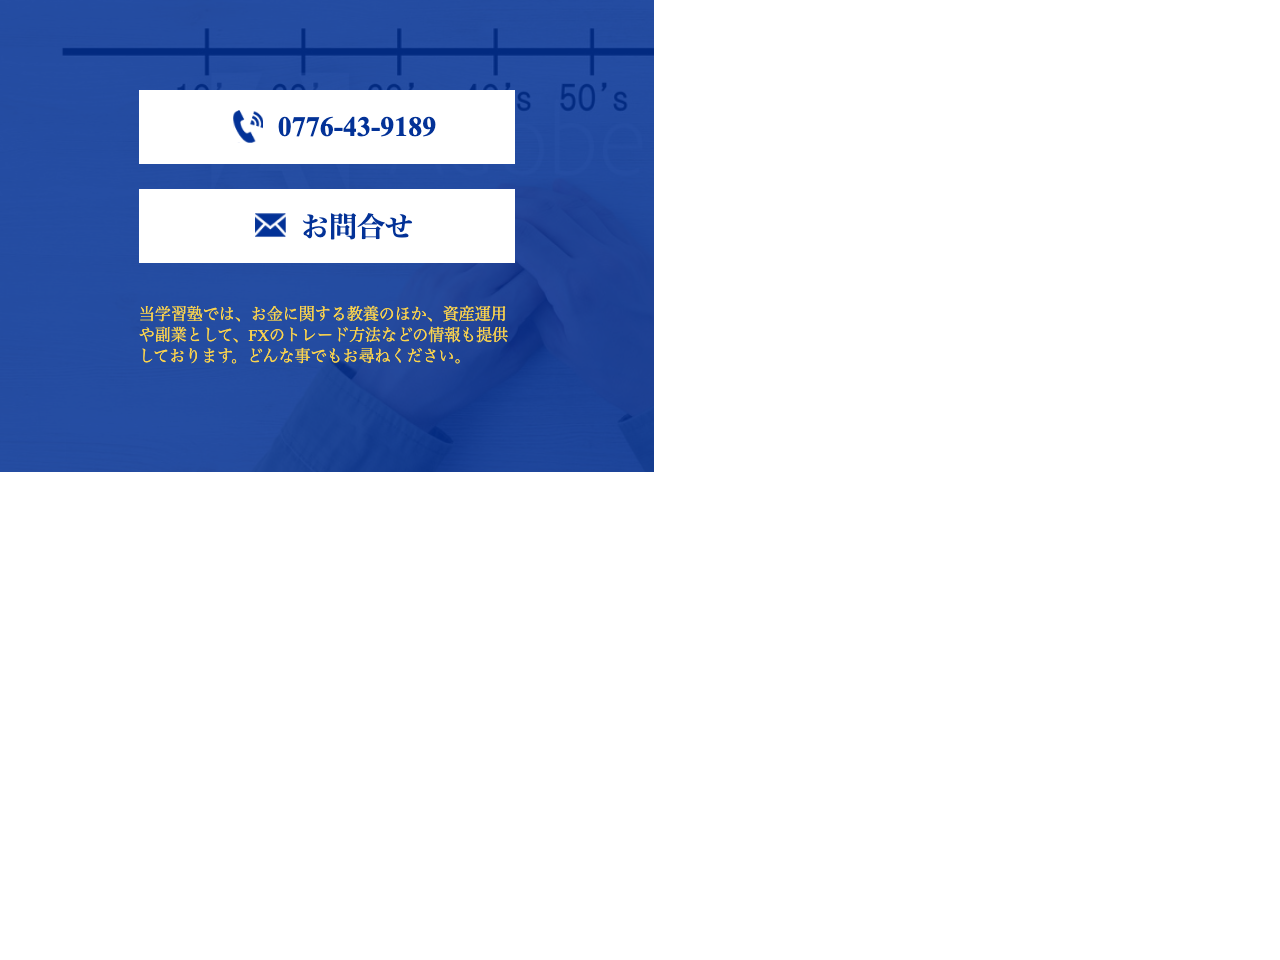 50's
0776-43-9189
お問合せ
当学習塾では、お金に関する教養のほか、資産運用
や副業として、FXのトレード方法などの情報も提供
しております。どんな事でもお尋ねください。